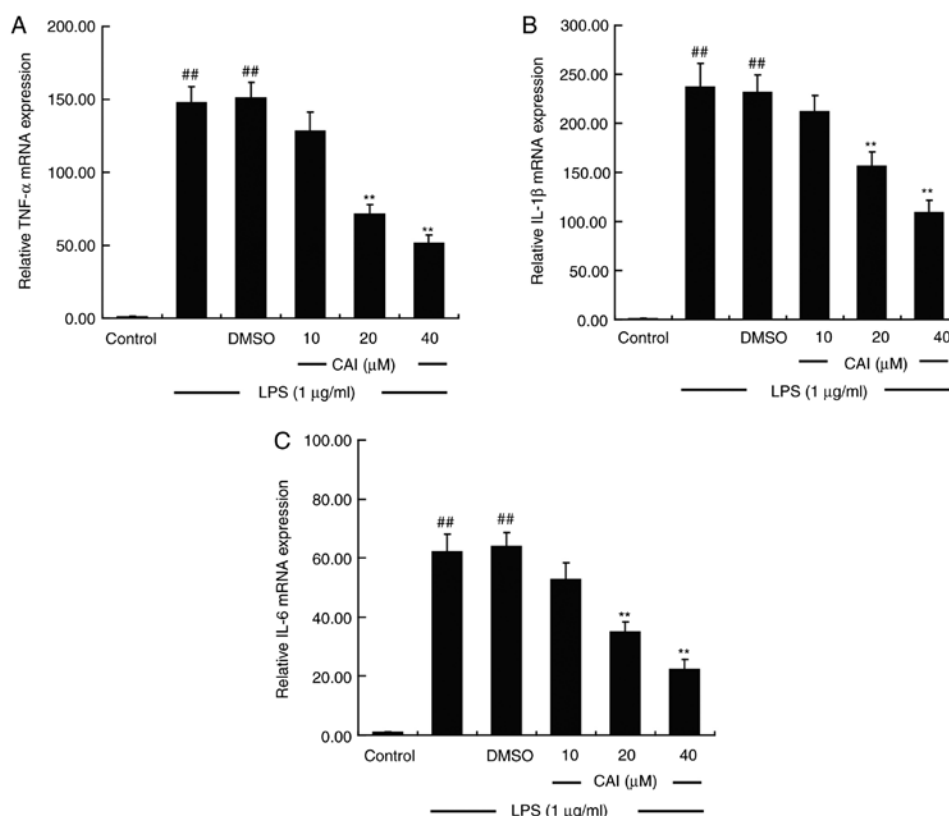 A
Relative TNF-α mRNA expression
200.00
150.00
100.00
50.00
0.00
##
##
**
**
Control
DMSO
10
20
40
CAI (μM)
LPS (1 μg/ml)
B
Relative IL-1β mRNA expression
300.00
250.00
200.00
150.00
100.00
50.00
0.00
##
##
**
**
Control
DMSO
10
20
40
CAI (μM)
LPS (1 μg/ml)
C
Relative IL-6 mRNA expression
100.00
80.00
60.00
40.00
20.00
0.00
##
##
**
**
Control
DMSO
10
20
40
CAI (μM)
LPS (1 μg/ml)